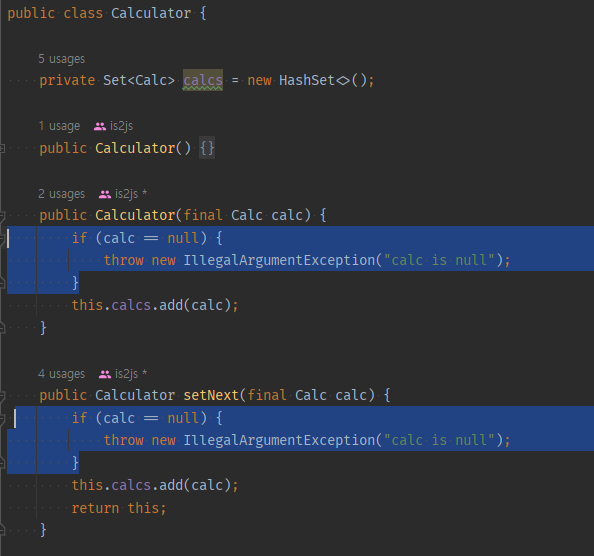 public class Calculator {
5 usages
private Set<Calc> calcs = new HashSet<>();
1 usage is2js
public Calculator() {}
2 usages is2js *
public Calculator(final Calc calc) {
if (calc == null) {
throw new IllegalArgumentException("calc is null");
}
this.calcs.add(calc);
}
4 usages is2js *
public Calculator setNext(final Calc calc) {
if (calc == null) {
throw new IllegalArgumentException("calc is null");
}
this.calcs.add(calc);
return this;
}